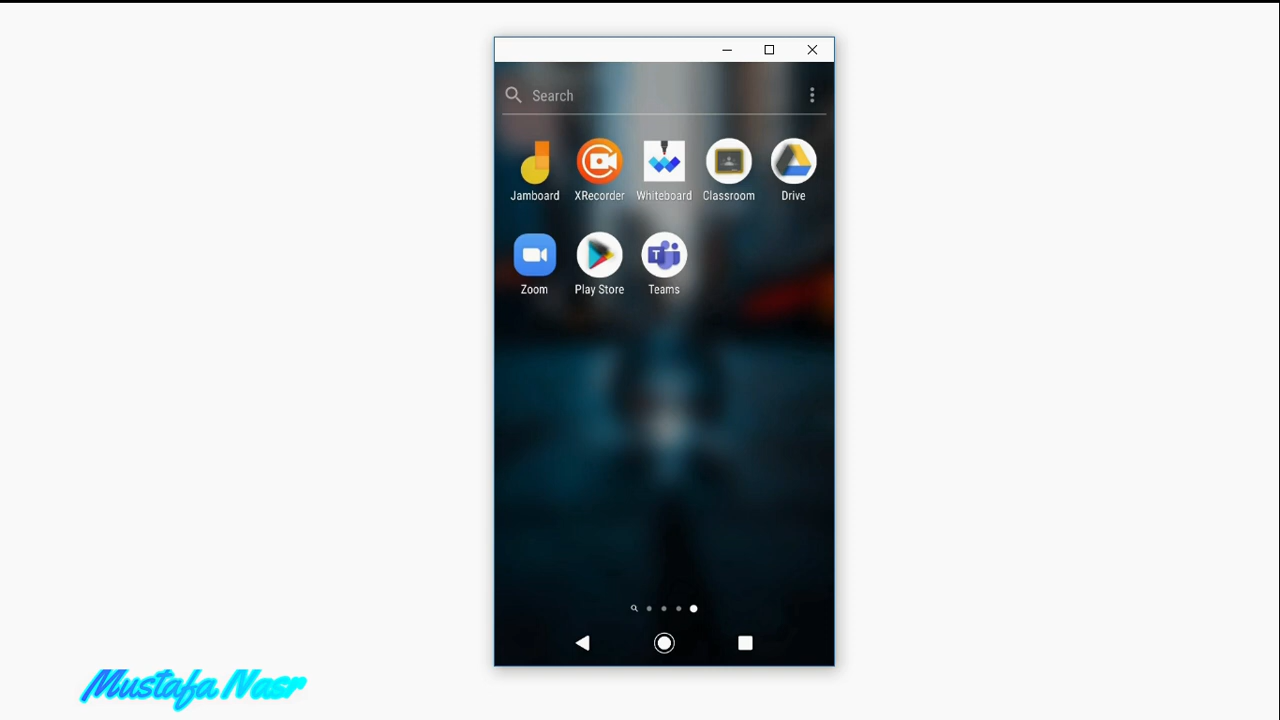 Search
Jamboard XRecorder Whiteboard Classroom Drive
Zoom Play Store Teams
T
Mustafa Nasr